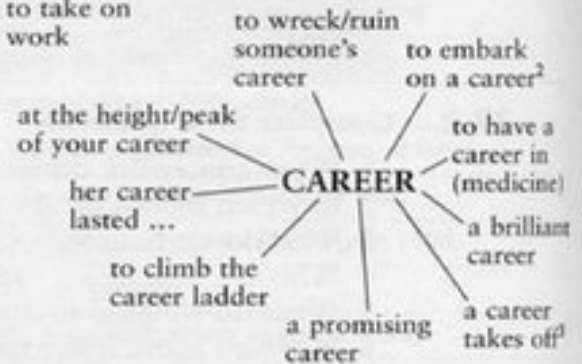 to take on
work
to wreck/ruin
someone's
career
to embark
on a career²
at the height/peak
of your career
to have a
career in
(medicine)
CAREER
her career
lasted ...
a brilliant
career
to climb the
career ladder
a promising
career
a career
takes off³